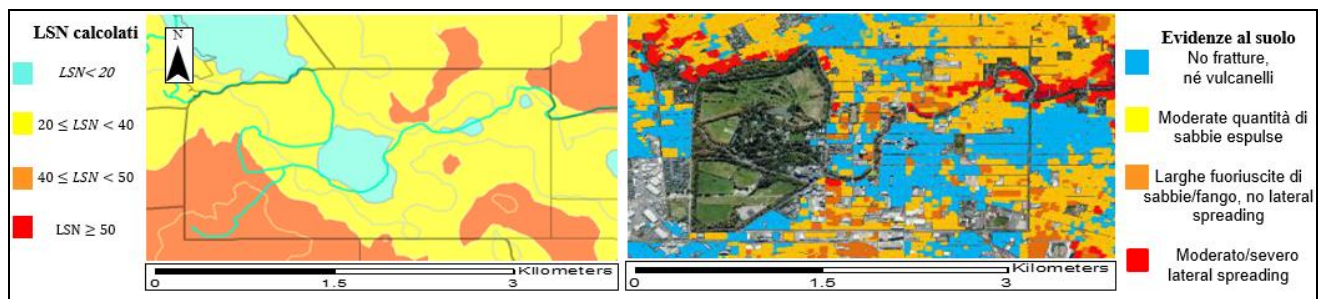 LSN calcolati
N
LSN< 20
20 ≤ LSN < 40
40 ≤ LSN < 50
LSN ≥ 50
Kilometers
0
1.5
3
Kilometers
0
1.5
3
Evidenze al suolo
No fratture,
né vulcanelli
Moderate quantità di
sabbie espulse
Larghe fuoriuscite di
sabbie/fango, no lateral
spreading
Moderato/severo
lateral spreading